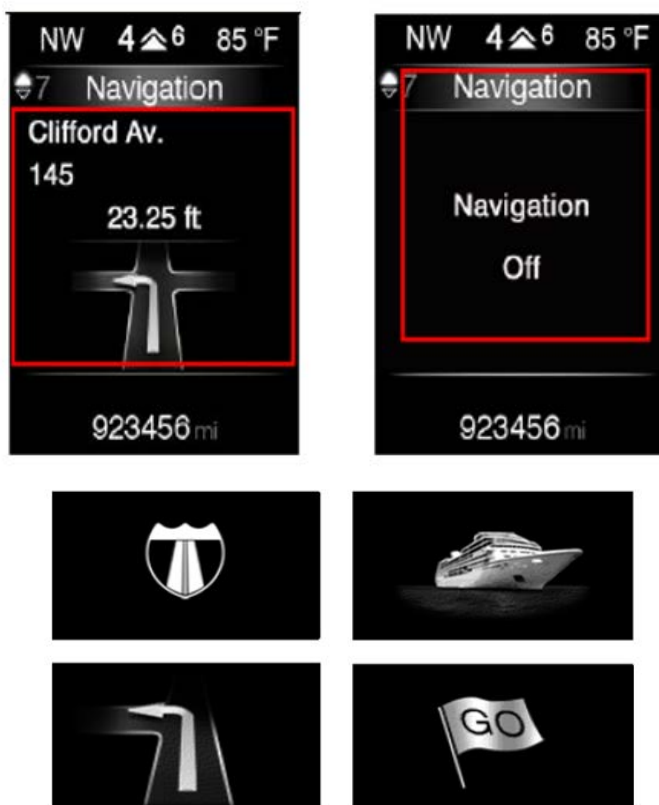 NW 4 6 85 °F
7 Navigation
Clifford Av.
145
23.25 ft
923456 mi
NW 4 6 85 °F
7 Navigation
Navigation
Off
923456 mi
GO